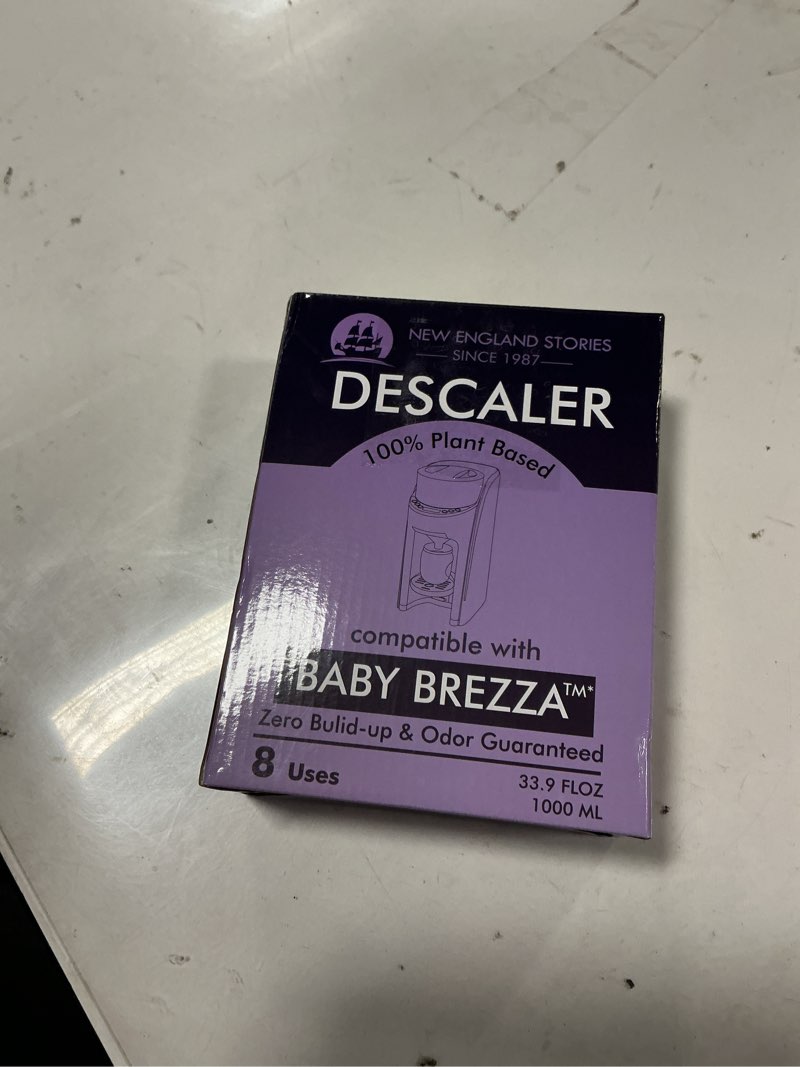 NEW ENGLAND STORIES
SINCE 1987
DESCALER
100% Plant Based
compatible with
BABY BREZZA™*
Zero Bulid-up & Odor Guaranteed
8 Uses
33.9 FLOZ
1000 ML